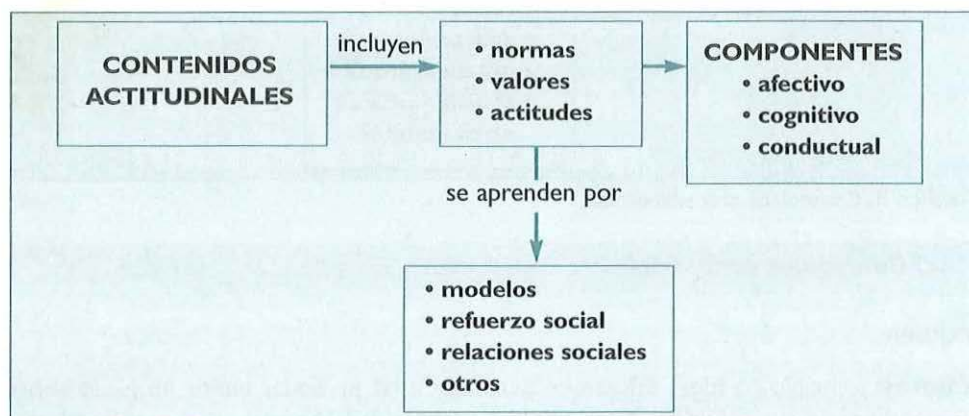 CONTENIDOS
ACTITUDINALES
incluyen
• normas
• valores
• actitudes
COMPONENTES
• afectivo
• cognitivo
• conductual
se aprenden por
• modelos
• refuerzo social
• relaciones sociales
• otros